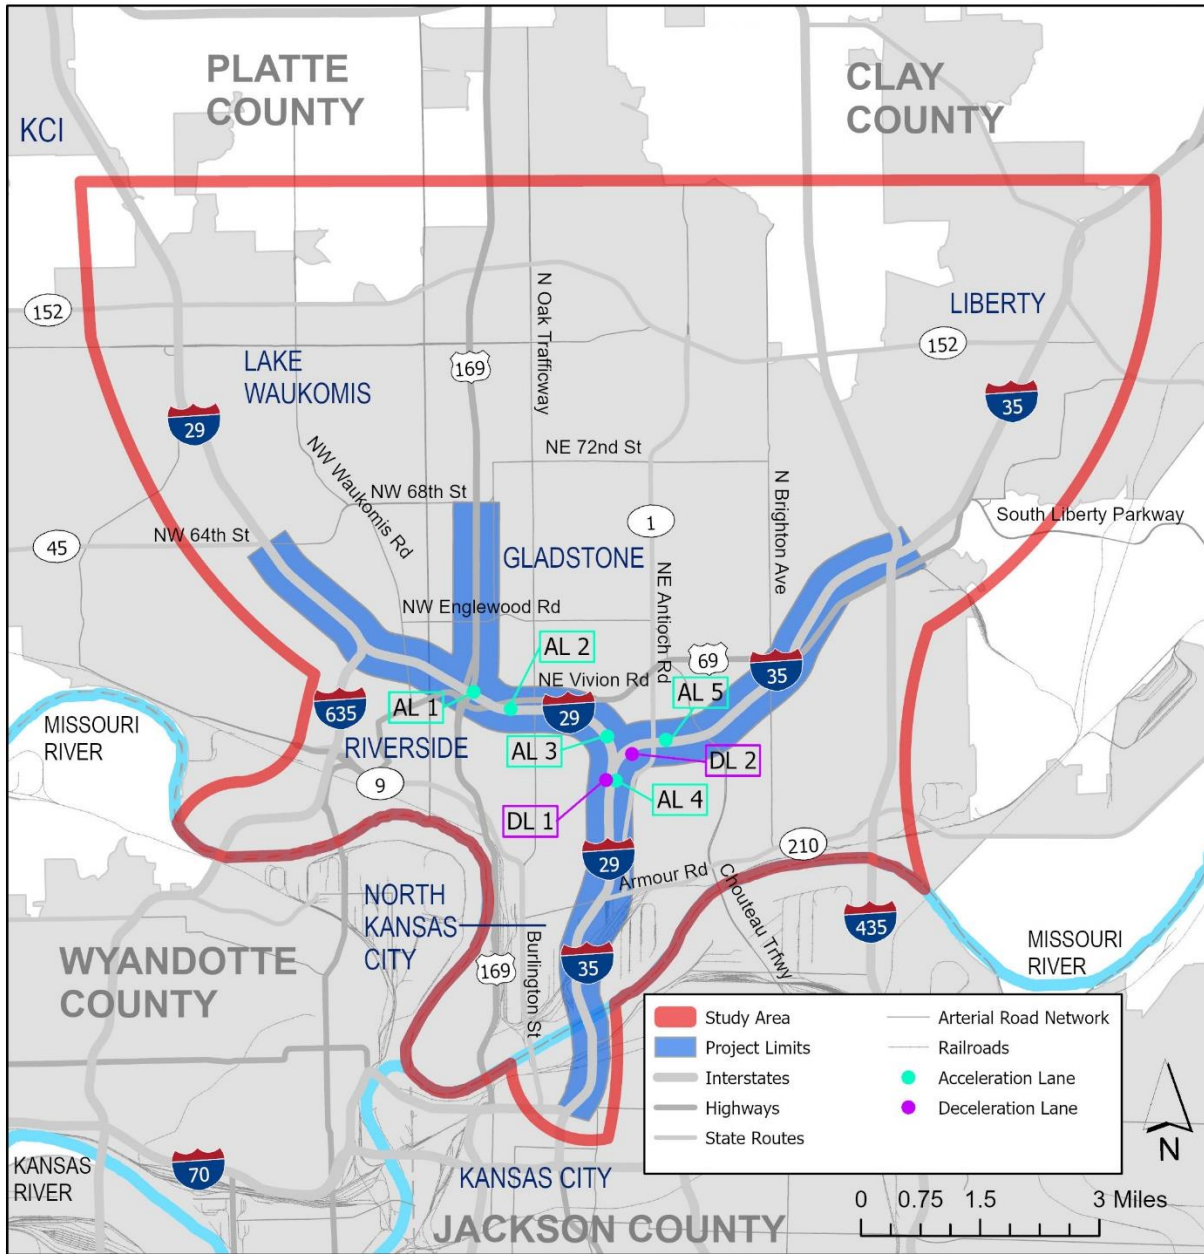 PLATTE
COUNTY
CLAY
COUNTY
KCI
152
LAKE
WAUKOMIS
169
N Oak Trafficway
LIBERTY
152
29
35
NE 72nd St
NW Waukomis Rd
NW 68th St
N Brighton Ave
1
South Liberty Parkway
45
NW 64th St
GLADSTONE
NE Antioch Rd
NW Englewood Rd
AL 2
69
35
NE Vivion Rd
AL 5
AL 1
29
635
MISSOURI
RIVER
RIVERSIDE
AL 3
DL 2
9
AL 4
DL 1
210
29
Armour Rd
Chouteau Trfwy
NORTH
KANSAS
CITY
435
WYANDOTTE
COUNTY
169
Burlington St
35
MISSOURI
RIVER
Study Area
Project Limits
Interstates
Highways
State Routes
Arterial Road Network
Railroads
Acceleration Lane
Deceleration Lane
N
KANSAS
RIVER
70
KANSAS CITY
JACKSON COUNTY
0 0.75 1.5 3 Miles